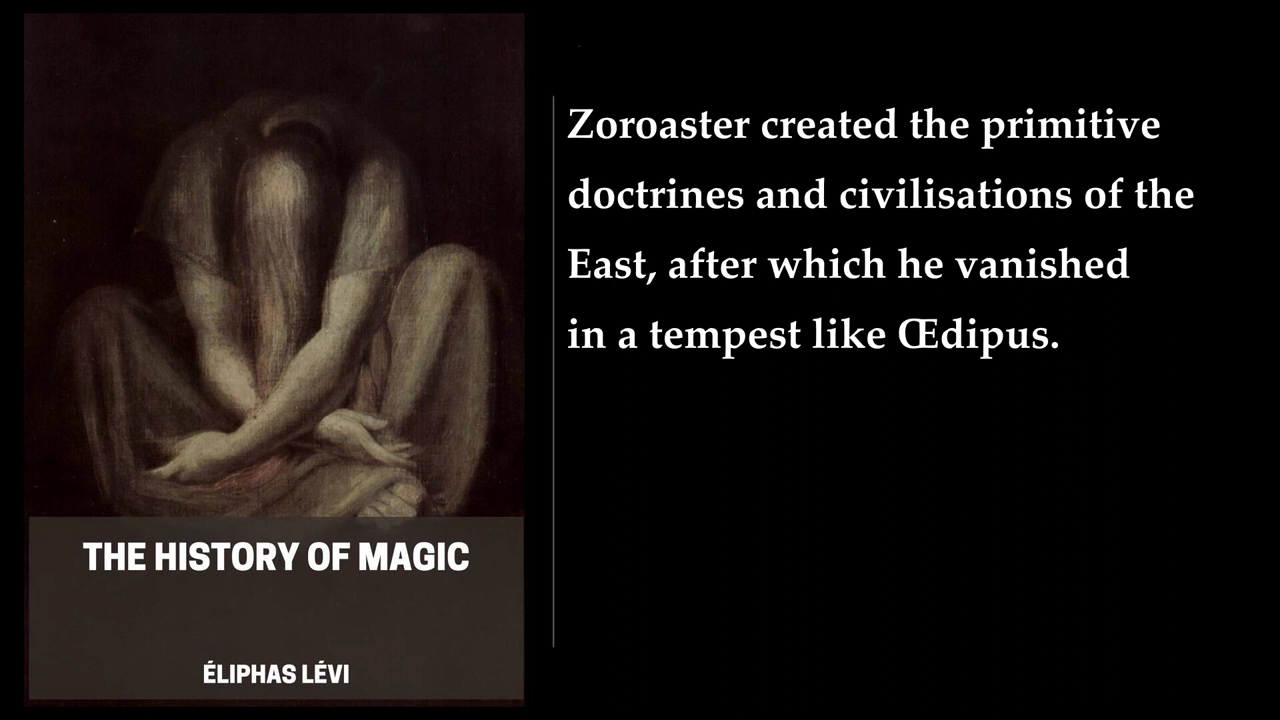 THE HISTORY OF MAGIC
ÉLIPHAS LÉVI
Zoroaster created the primitive
doctrines and civilisations of the
East, after which he vanished
in a tempest like Œdipus.